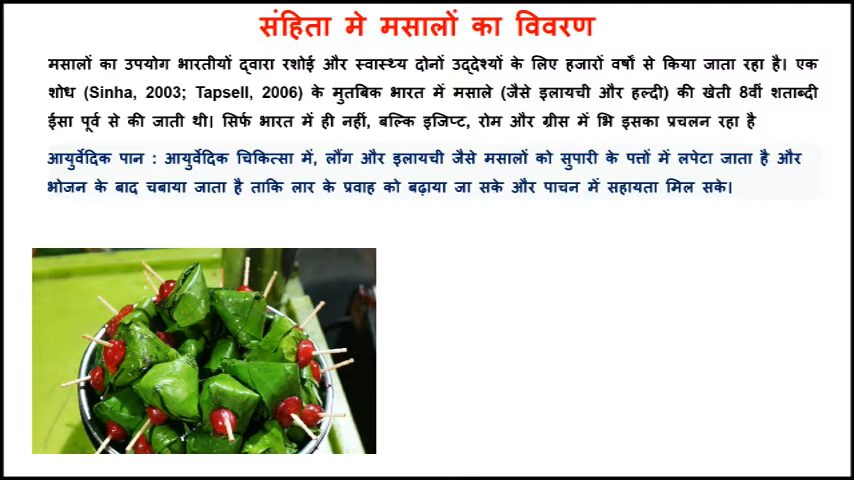 संहिता मे मसालों का विवरण
मसालों का उपयोग भारतीयों द्वारा रशोई और स्वास्थ्य दोनों उद्देश्यों के लिए हजारों वर्षों से किया जाता रहा है। एक
शोध (Sinha, 2003; Tapsell, 2006) के मुतबिक भारत में मसाले (जैसे इलायची और हल्दी) की खेती 8वीं शताब्दी
ईसा पूर्व से की जाती थी। सिर्फ भारत में ही नहीं, बल्कि इजिप्ट, रोम और ग्रीस में भि इसका प्रचलन रहा है
आयुर्वेदिक पान : आयुर्वेदिक चिकित्सा में, लौंग और इलायची जैसे मसालों को सुपारी के पत्तों में लपेटा जाता है और
भोजन के बाद चबाया जाता है ताकि लार के प्रवाह को बढ़ाया जा सके और पाचन में सहायता मिल सके।